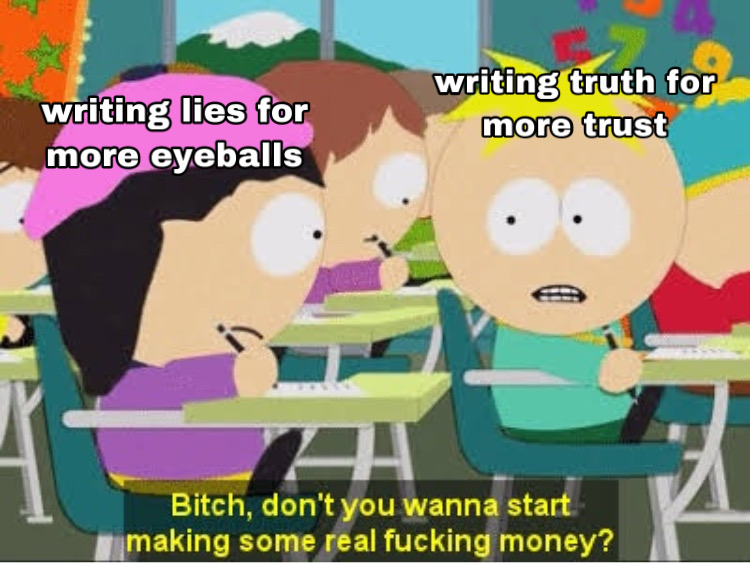 writing lies for
more eyeballs
writing truth for
more trust
Bitch, don't you wanna start
making some real fucking money?